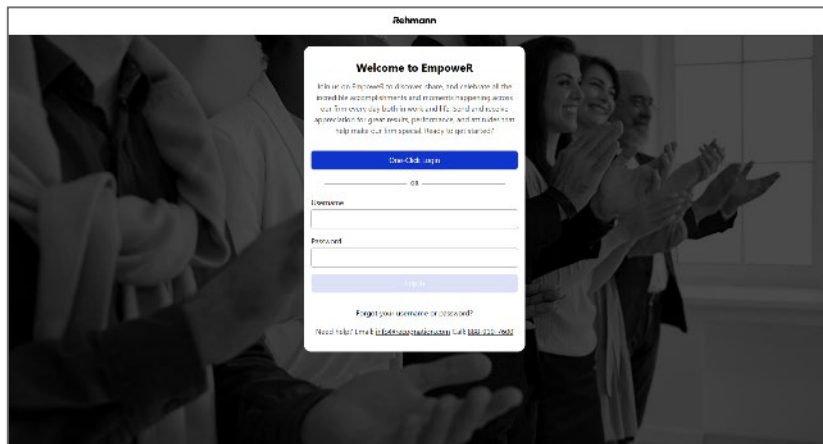 Rehmann
Welcome to EmpoweR
Join us on EmpoweR to discover, share, and celebrate all the
incredible accomplishments and moments happening across
our firm every day both in work and life. Send and receive
appreciation for great results, performance, and attitudes that
help make our firm special. Ready to get started?
One-Click Login
OR
Username
Password
Log In
Forgot your username or password?
Need help? Email: Call: